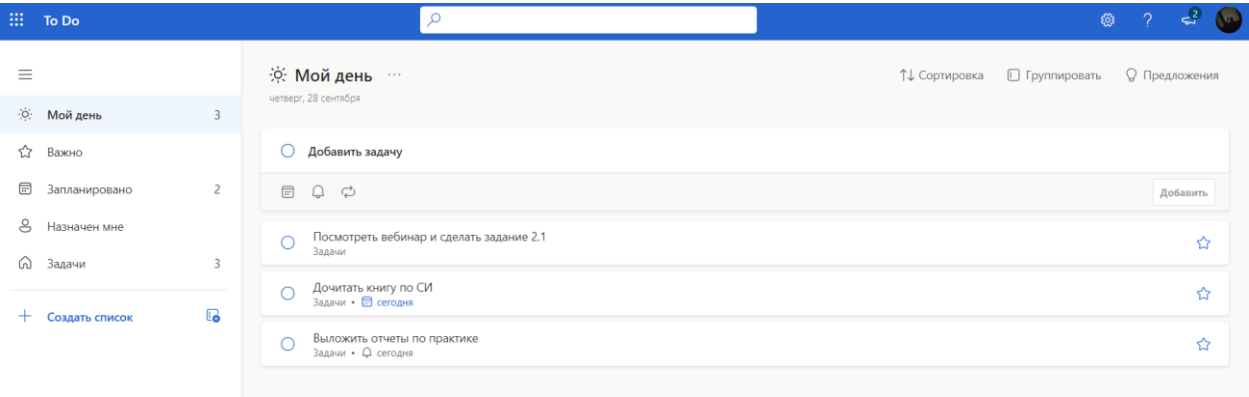 To Do
2
Мой день 3
Важно
Запланировано 2
Назначен мне
Задачи 3
Создать список
Мой день ...
четверг, 28 сентября
Сортировка Группировать Предложения
Добавить задачу
Добавить
Посмотреть вебинар и сделать задание 2.1
Задачи
Дочитать книгу по СИ
Задачи • сегодня
Выложить отчеты по практике
Задачи • сегодня